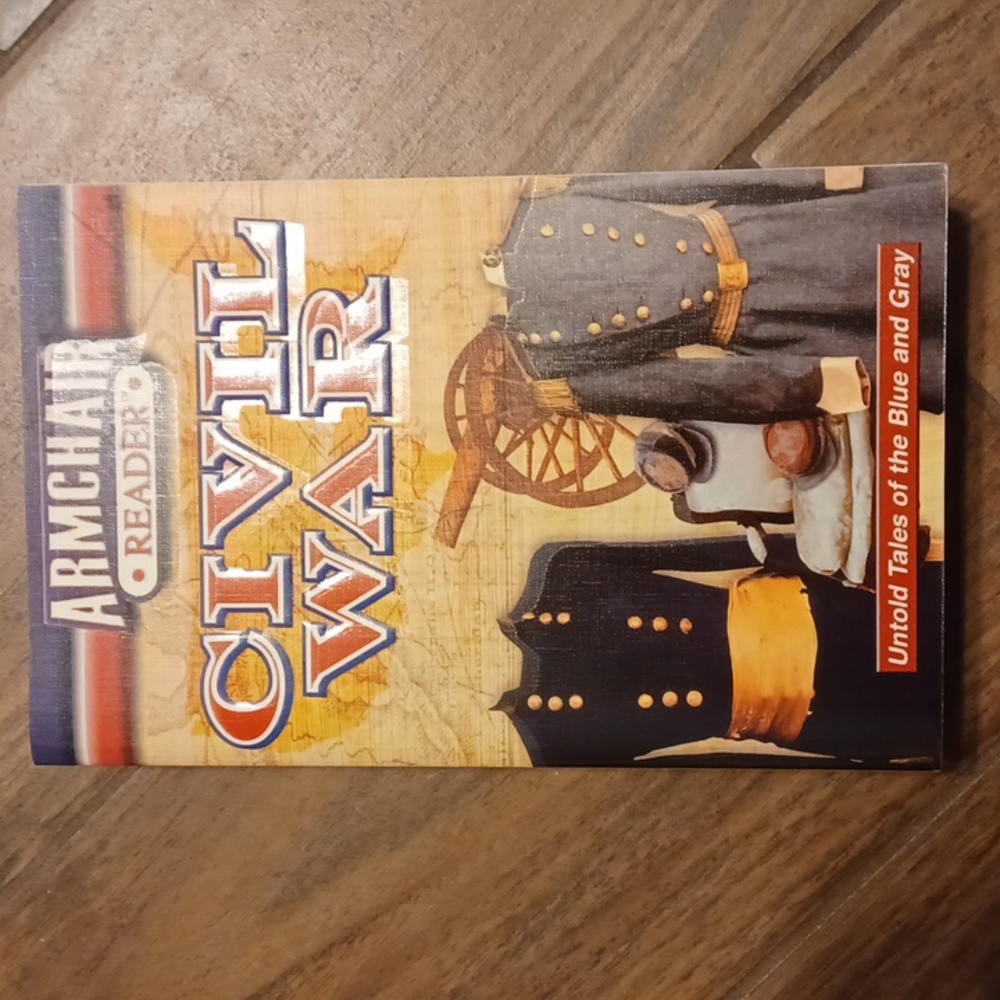 ARMCHAIR
READER™
CIVIL
WAR
Untold Tales of the Blue and Gray